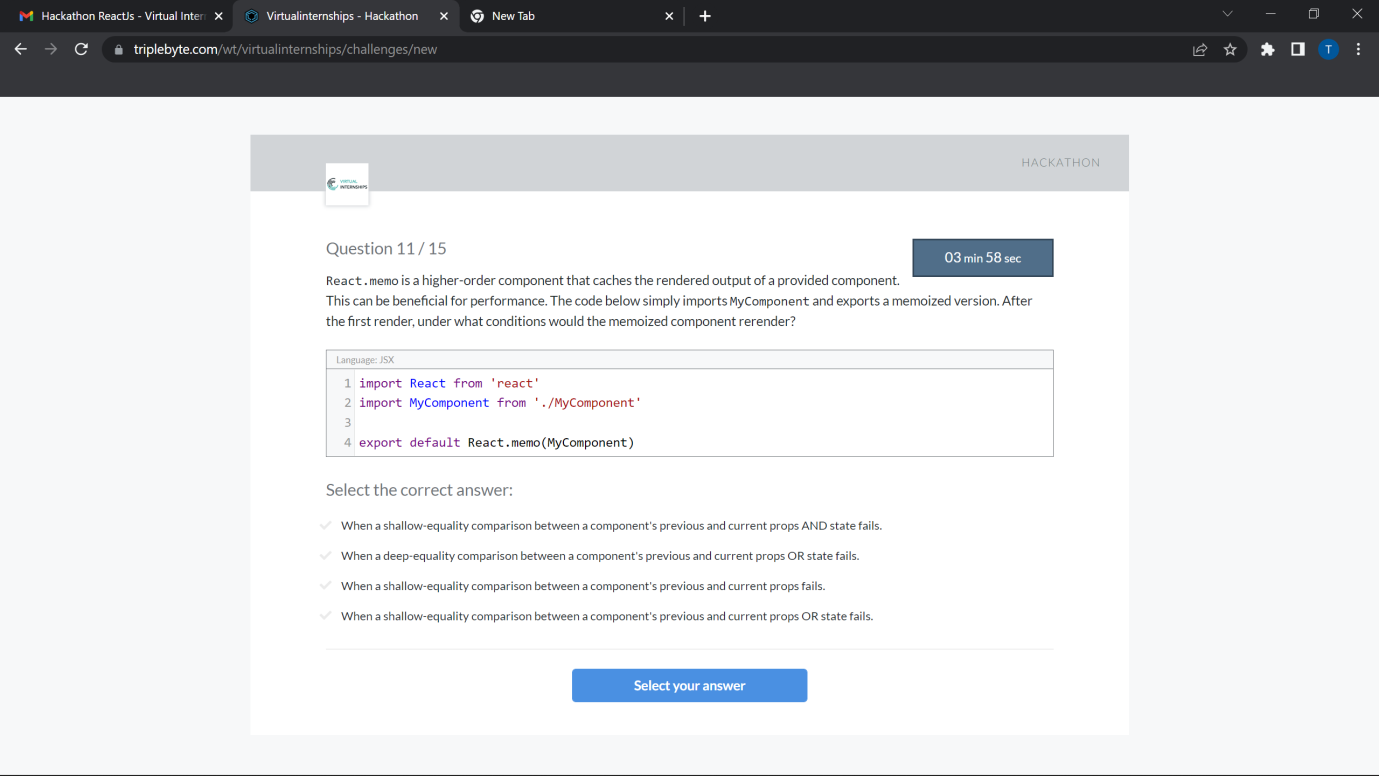 Hackathon ReactJs - Virtual Inter
Virtualinternships - Hackathon
New Tab
triplebyte.com/wt/virtualinternships/challenges/new
T
HACKATHON
VIRTUAL
INTERNSHIPS
Question 11 / 15
03 min 58 sec
React.memo is a higher-order component that caches the rendered output of a provided component.
This can be beneficial for performance. The code below simply imports MyComponent and exports a memoized version. After
the first render, under what conditions would the memoized component rerender?
Language: JSX
1 import React from 'react'
2 import MyComponent from './MyComponent'
3
4 export default React.memo(MyComponent)
Select the correct answer:
When a shallow-equality comparison between a component's previous and current props AND state fails.
When a deep-equality comparison between a component's previous and current props OR state fails.
When a shallow-equality comparison between a component's previous and current props fails.
When a shallow-equality comparison between a component's previous and current props OR state fails.
Select your answer